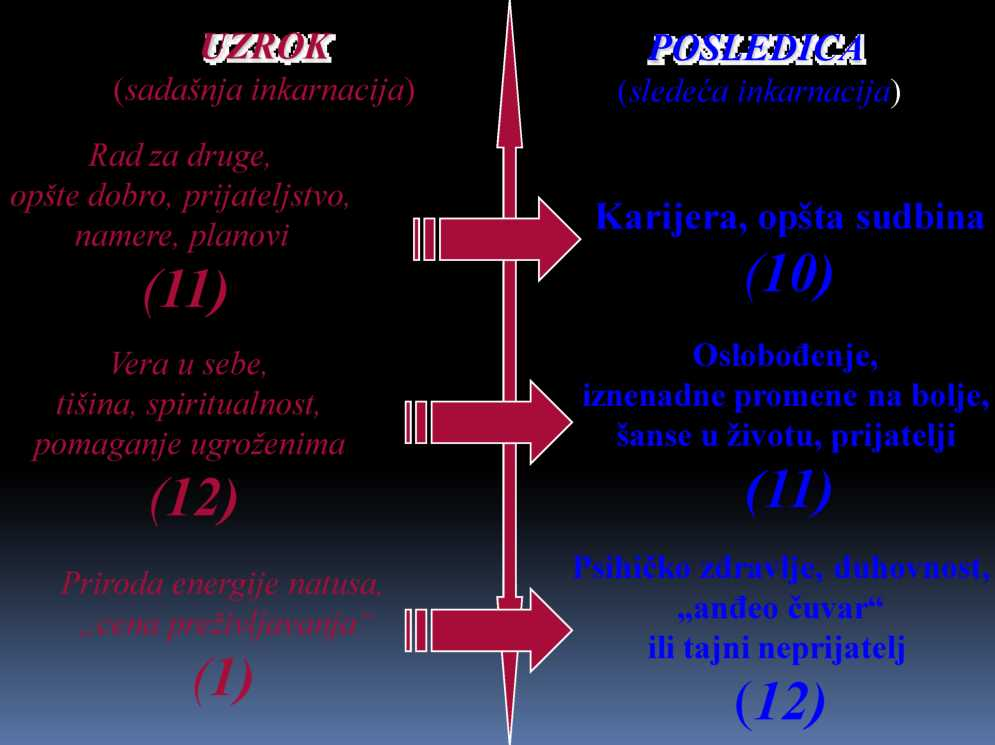 UZROK
(sadašnja inkarnacija)
Rad za druge,
opšte dobro, prijateljstvo,
namere, planovi
(11)
Vera u sebe,
tišina, spiritualnost,
pomaganje ugroženima
(12)
Priroda energije natusa,
„cena preživljavanja“
(1)
POSLEDICA
(sledeća inkarnacija)
Karijera, opšta sudbina
(10)
Oslobođenje,
iznenadne promene na bolje,
šanse u životu, prijatelji
(11)
Psihičko zdravlje, duhovnost,
„anđeo čuvar“
ili tajni neprijatelj
(12)